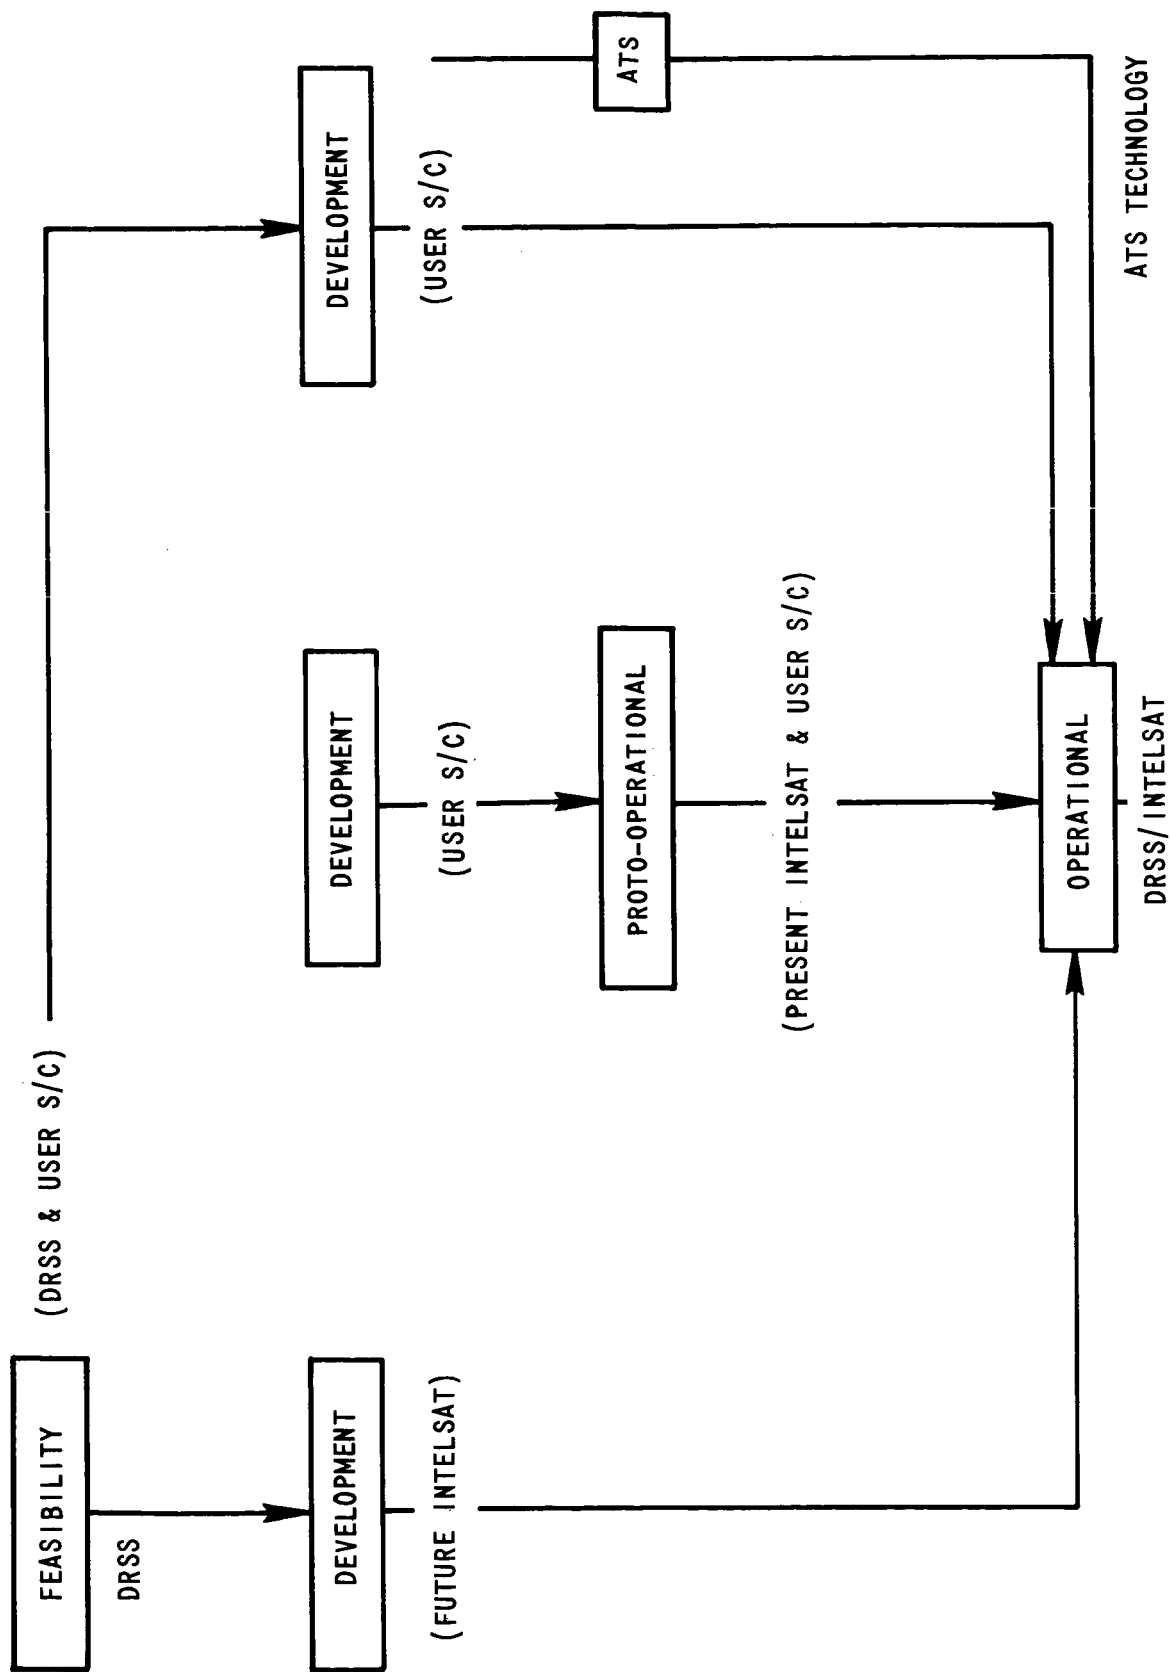 FEASIBILITY
(DRSS & USER S/C)
DRSS
DEVELOPMENT
DEVELOPMENT
DEVELOPMENT
(FUTURE INTELSAT)
(USER S/C)
(USER S/C)
PROTO-OPERATIONAL
ATS
(PRESENT INTELSAT & USER S/C)
OPERATIONAL
DRSS/INTELSAT
ATS TECHNOLOGY